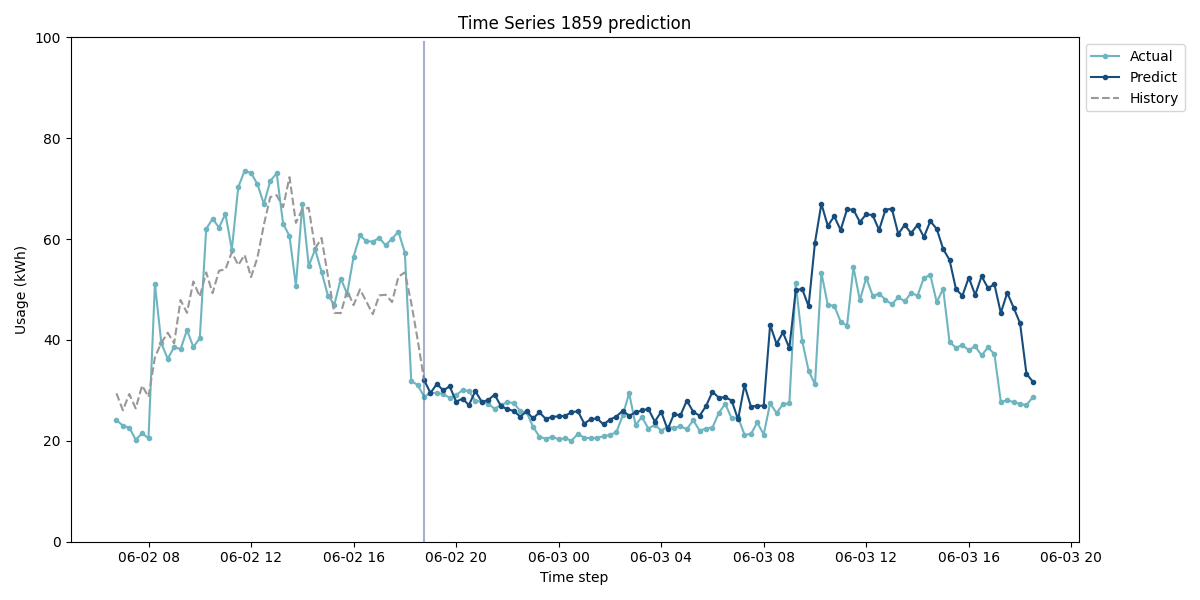 Time Series 1859 prediction
Usage (kWh)
100
80
60
40
20
0
06-02 08
06-02 12
06-02 16
06-02 20
06-03 00
06-03 04
06-03 08
06-03 12
06-03 16
06-03 20
Time step
Actual
Predict
History